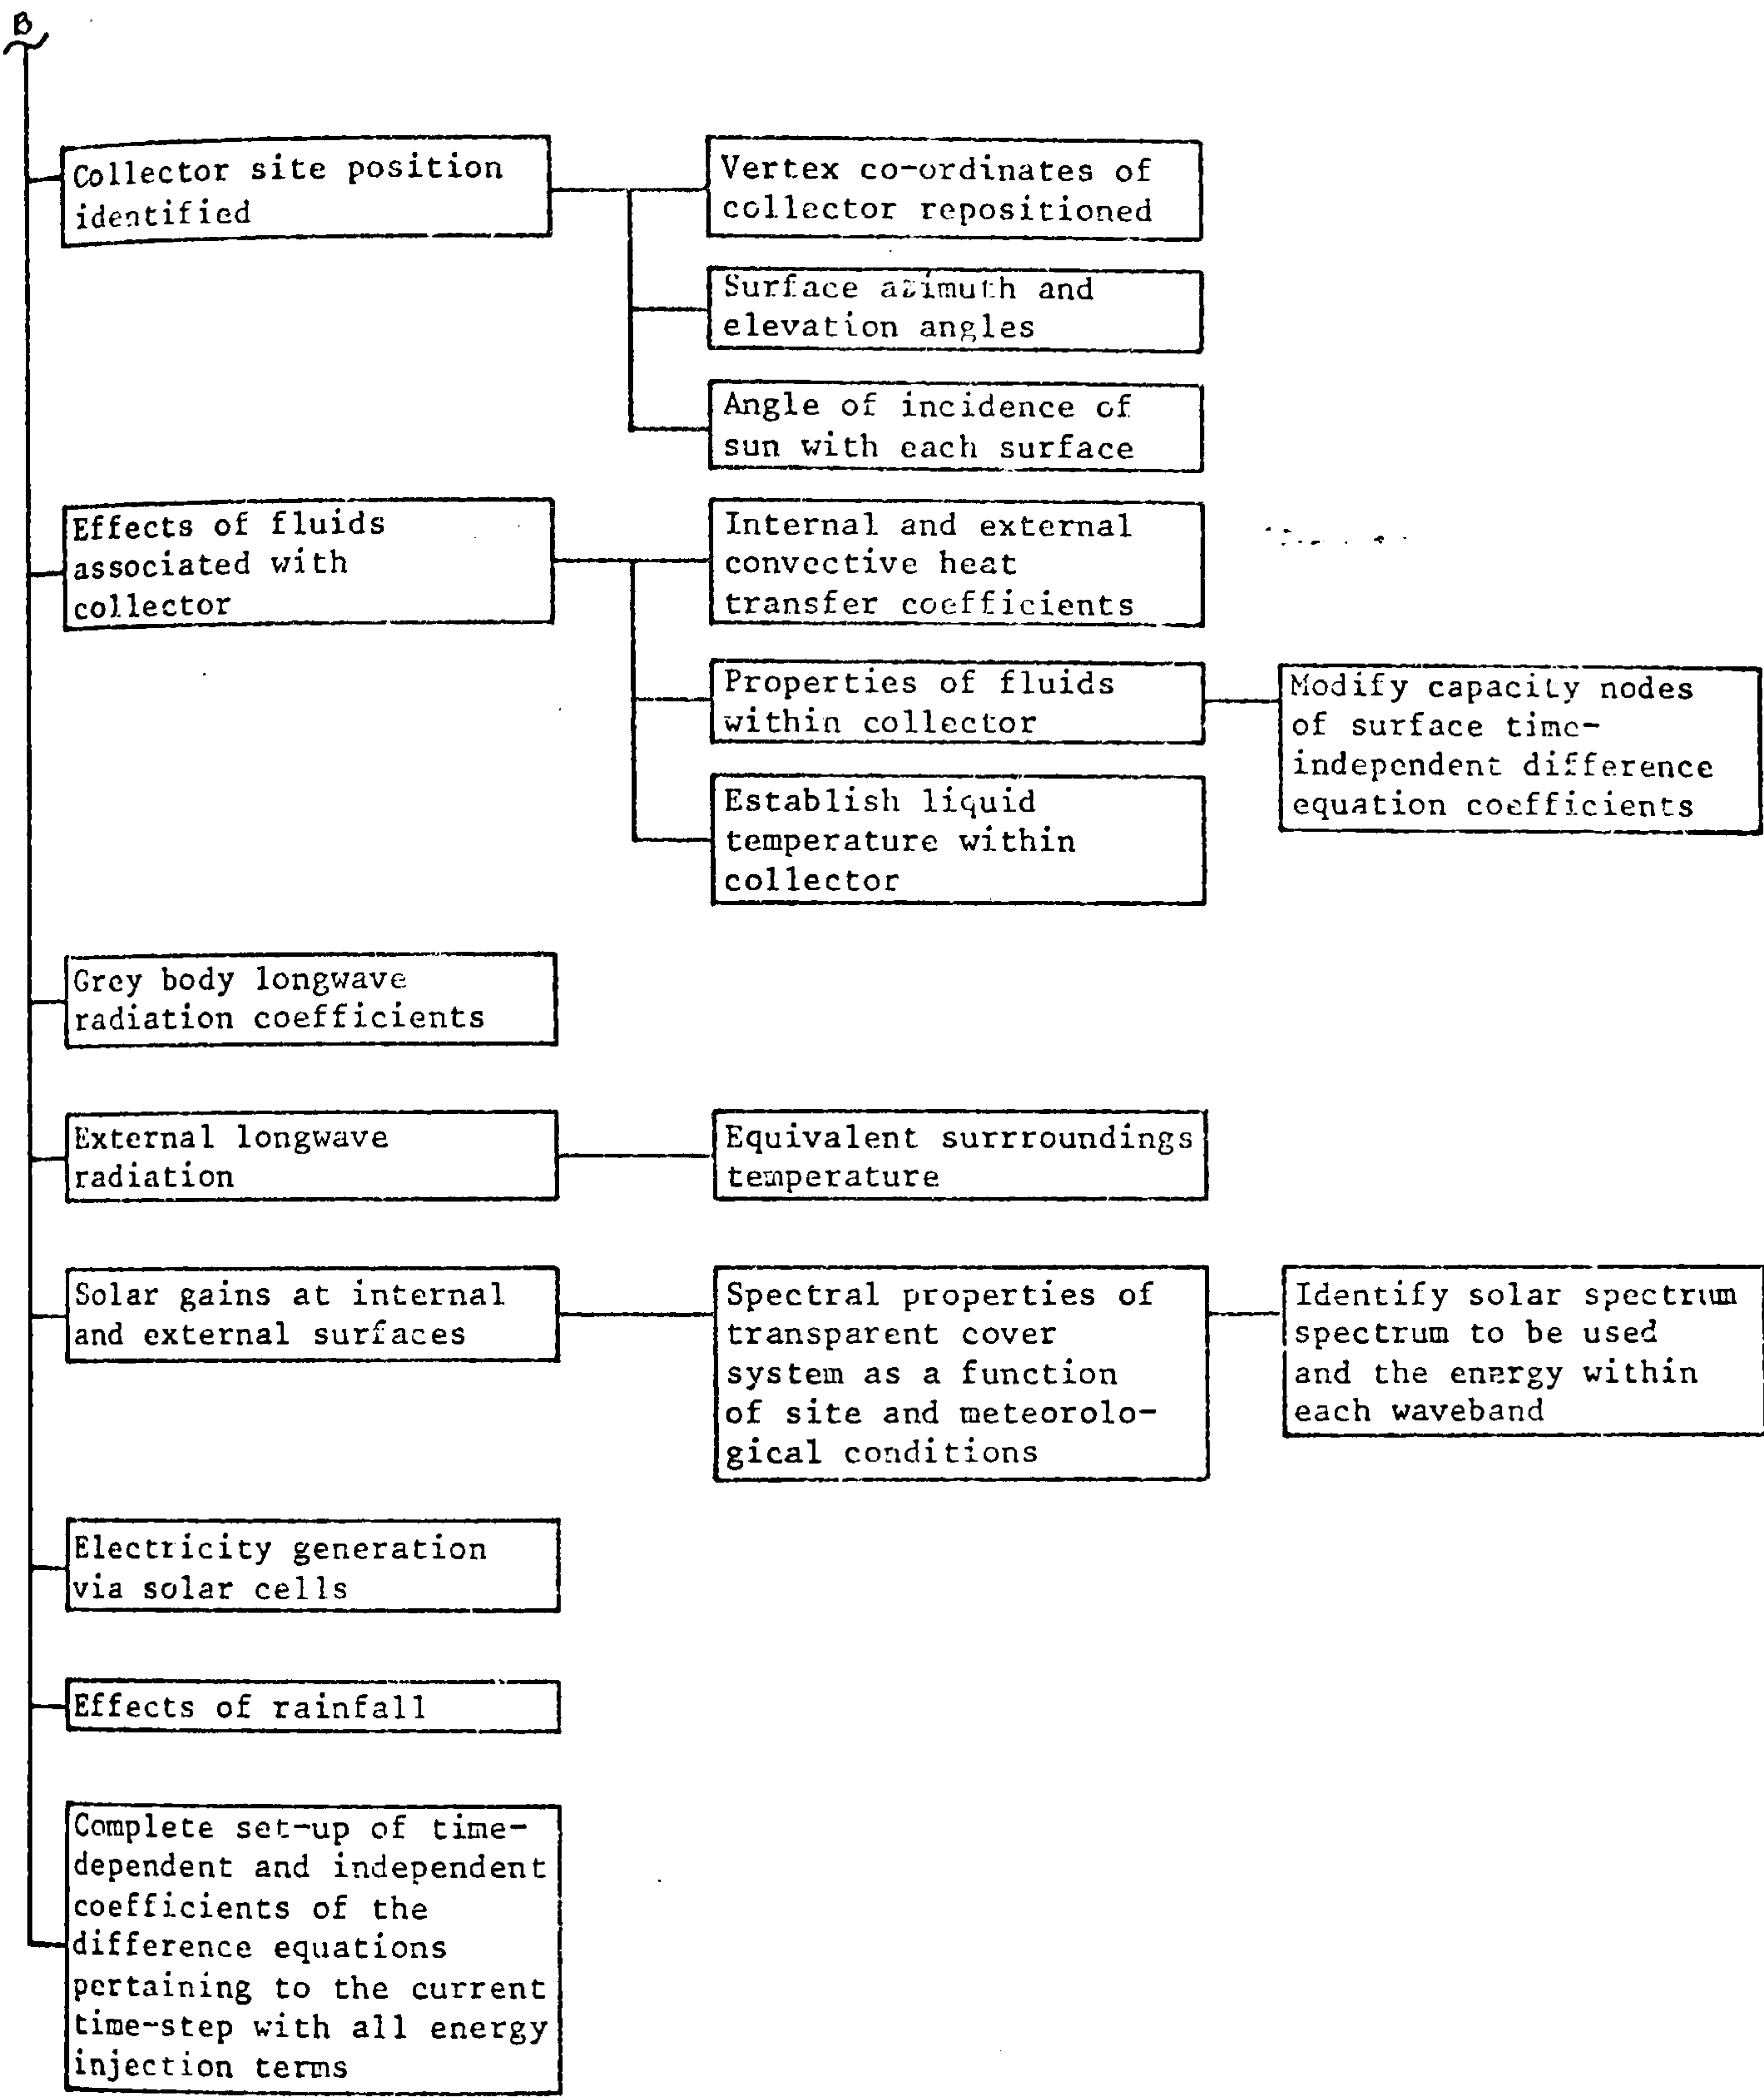 B
Collector site position
identified
Vertex co-ordinates of
collector repositioned
Surface azimuth and
elevation angles
Angle of incidence of
sun with each surface
Effects of fluids
associated with
collector
Internal and external
convective heat
transfer coefficients
Properties of fluids
within collector
Modify capacity nodes
of surface time-
independent difference
equation coefficients
Establish liquid
temperature within
collector
Grey body longwave
radiation coefficients
External longwave
radiation
Equivalent surrroundings
temperature
Solar gains at internal
and external surfaces
Spectral properties of
transparent cover
system as a function
of site and meteorolo-
gical conditions
Identify solar spectrum
spectrum to be used
and the energy within
each waveband
Electricity generation
via solar cells
Effects of rainfall
Complete set-up of time-
dependent and independent
coefficients of the
difference equations
pertaining to the current
time-step with all energy
injection terms